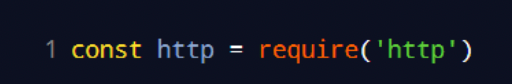 1 const http = require('http')